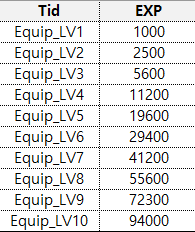 Tid EXP
Equip_LV1 1000
Equip_LV2 2500
Equip_LV3 5600
Equip_LV4 11200
Equip_LV5 19600
Equip_LV6 29400
Equip_LV7 41200
Equip_LV8 55600
Equip_LV9 72300
Equip_LV10 94000